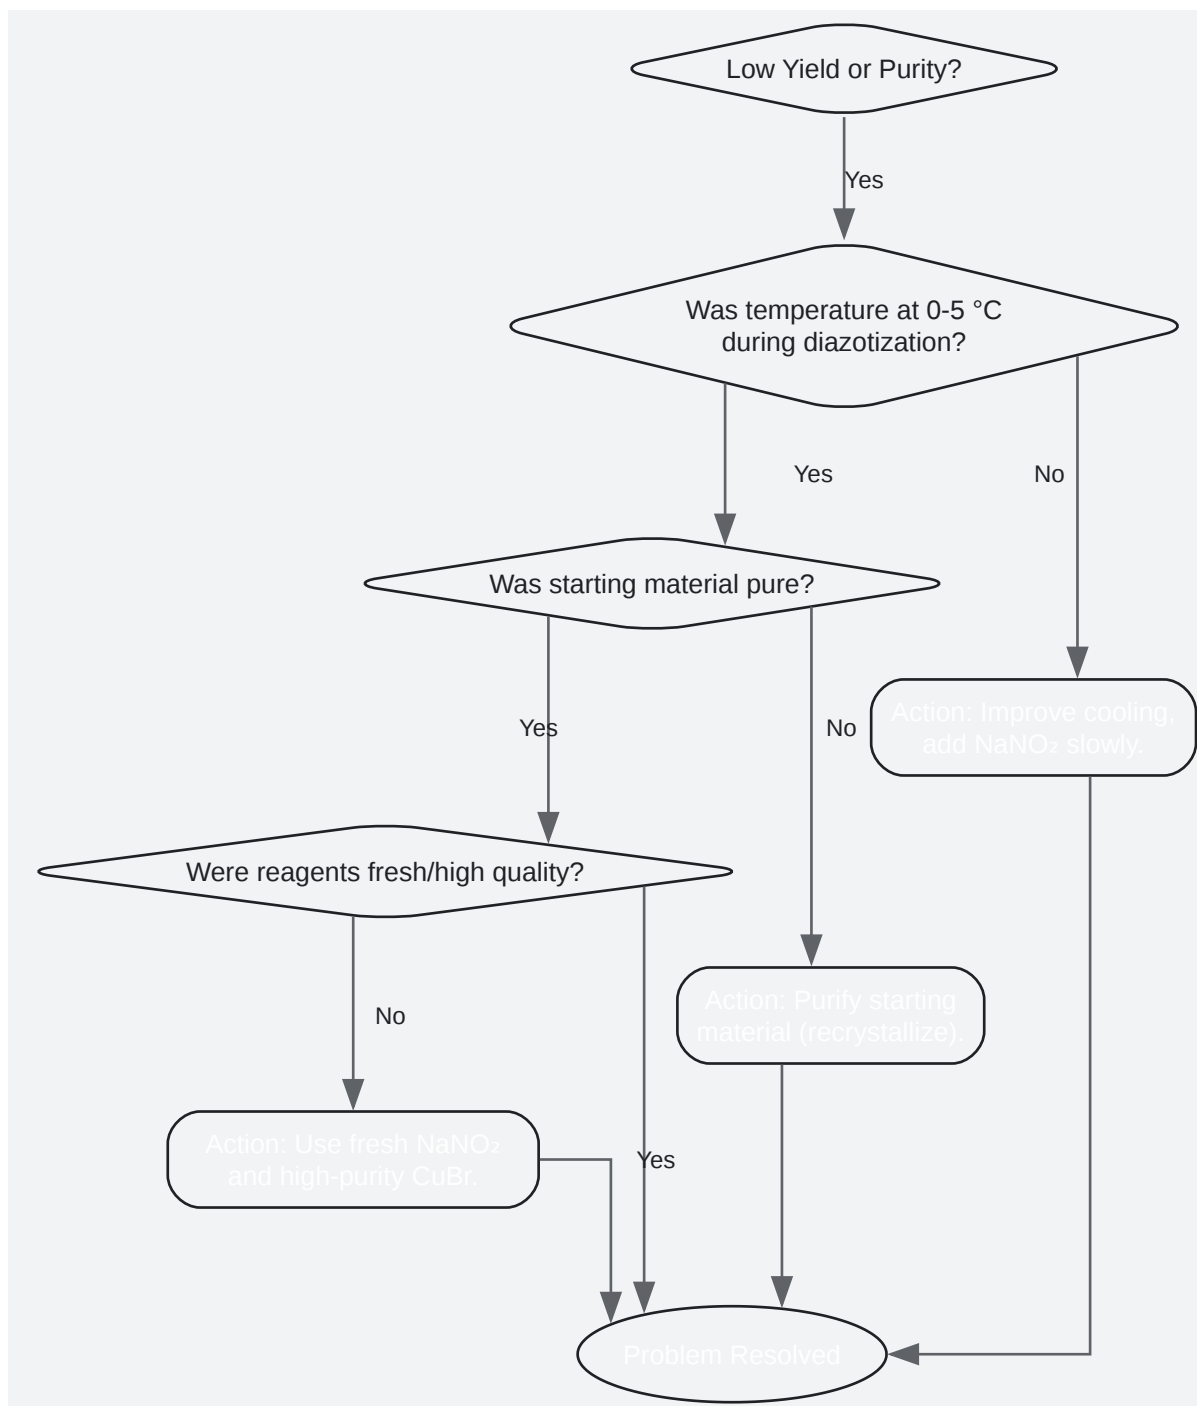 Low Yield or Purity?
Yes
Was temperature at 0-5 °C
during diazotization?
Yes
No
Was starting material pure?
Yes
No
Action: Improve cooling,
add NaNO₂ slowly.
Were reagents fresh/high quality?
No
Action: Purify starting
material (recrystallize).
Action: Use fresh NaNO₂
and high-purity CuBr.
Yes
Problem Resolved